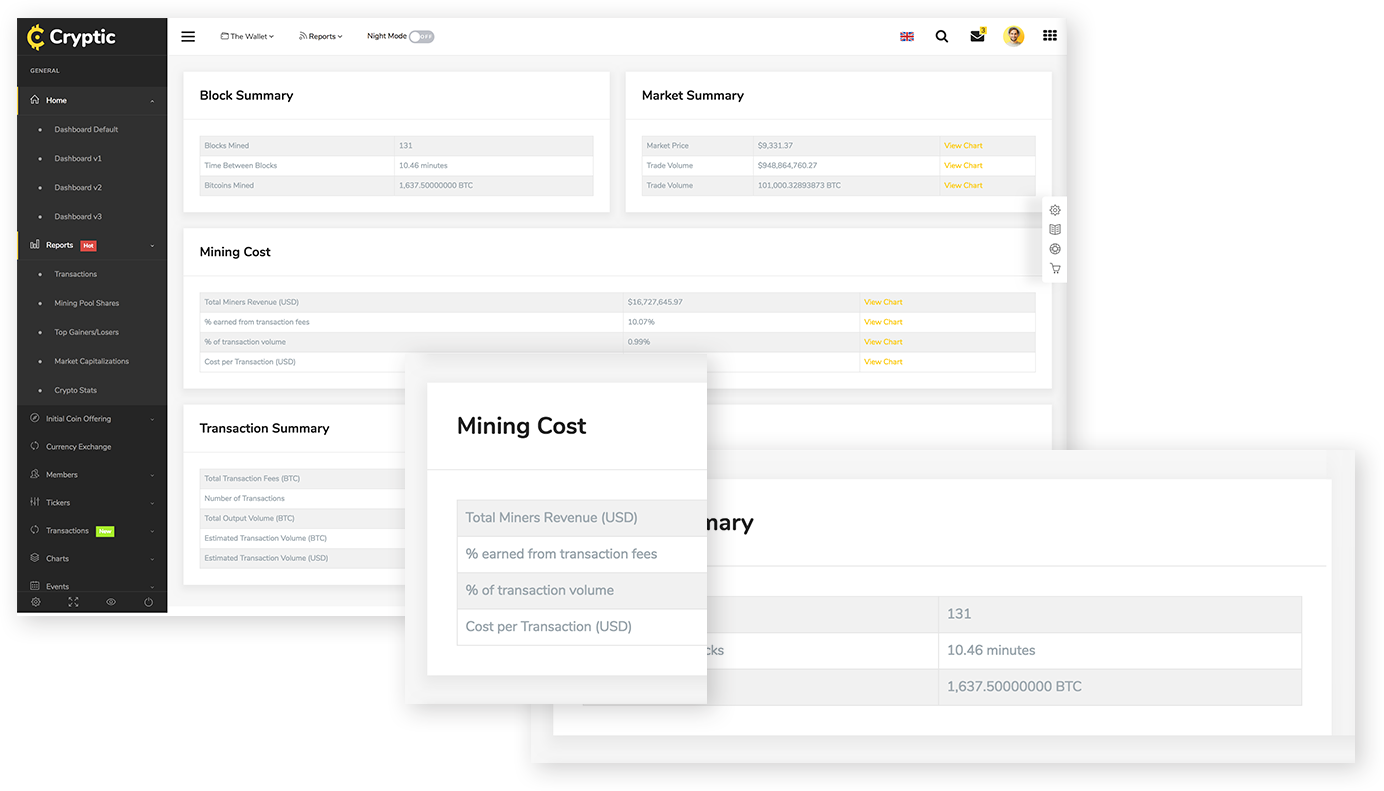 Cryptic
The Wallet
Reports
Night Mode OFF
3
GENERAL
Home
Dashboard Default
Dashboard v1
Dashboard v2
Dashboard v3
Reports Hot
Transactions
Mining Pool Shares
Top Gainers/Losers
Market Capitalizations
Crypto Stats
Initial Coin Offering
Currency Exchange
Members
Tickers
Transactions New
Charts
Events
Block Summary
Blocks Mined 131
Time Between Blocks 10.46 minutes
Bitcoins Mined 1,637.50000000 BTC
Market Summary
Market Price $9,331.37 View Chart
Trade Volume $948,864,760.27 View Chart
Trade Volume 101,000.32893873 BTC View Chart
Mining Cost
Total Miners Revenue (USD) $16,727,645.97 View Chart
% earned from transaction fees 10.07% View Chart
% of transaction volume 0.99% View Chart
Cost per Transaction (USD) View Chart
Transaction Summary
Total Transaction Fees (BTC)
Number of Transactions
Total Output Volume (BTC)
Estimated Transaction Volume (BTC)
Estimated Transaction Volume (USD)
Mining Cost
Total Miners Revenue (USD)
% earned from transaction fees
% of transaction volume
Cost per Transaction (USD)
mary
131
cks 10.46 minutes
1,637.50000000 BTC